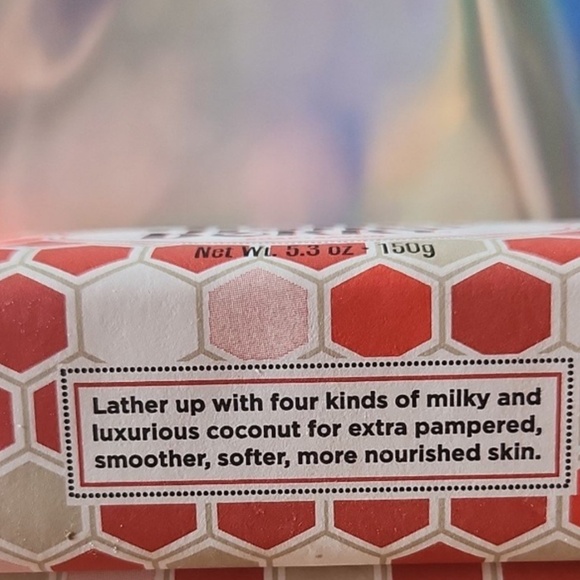 Net Wt. 5.3 oz - 150g
Lather up with four kinds of milky and
luxurious coconut for extra pampered,
smoother, softer, more nourished skin.